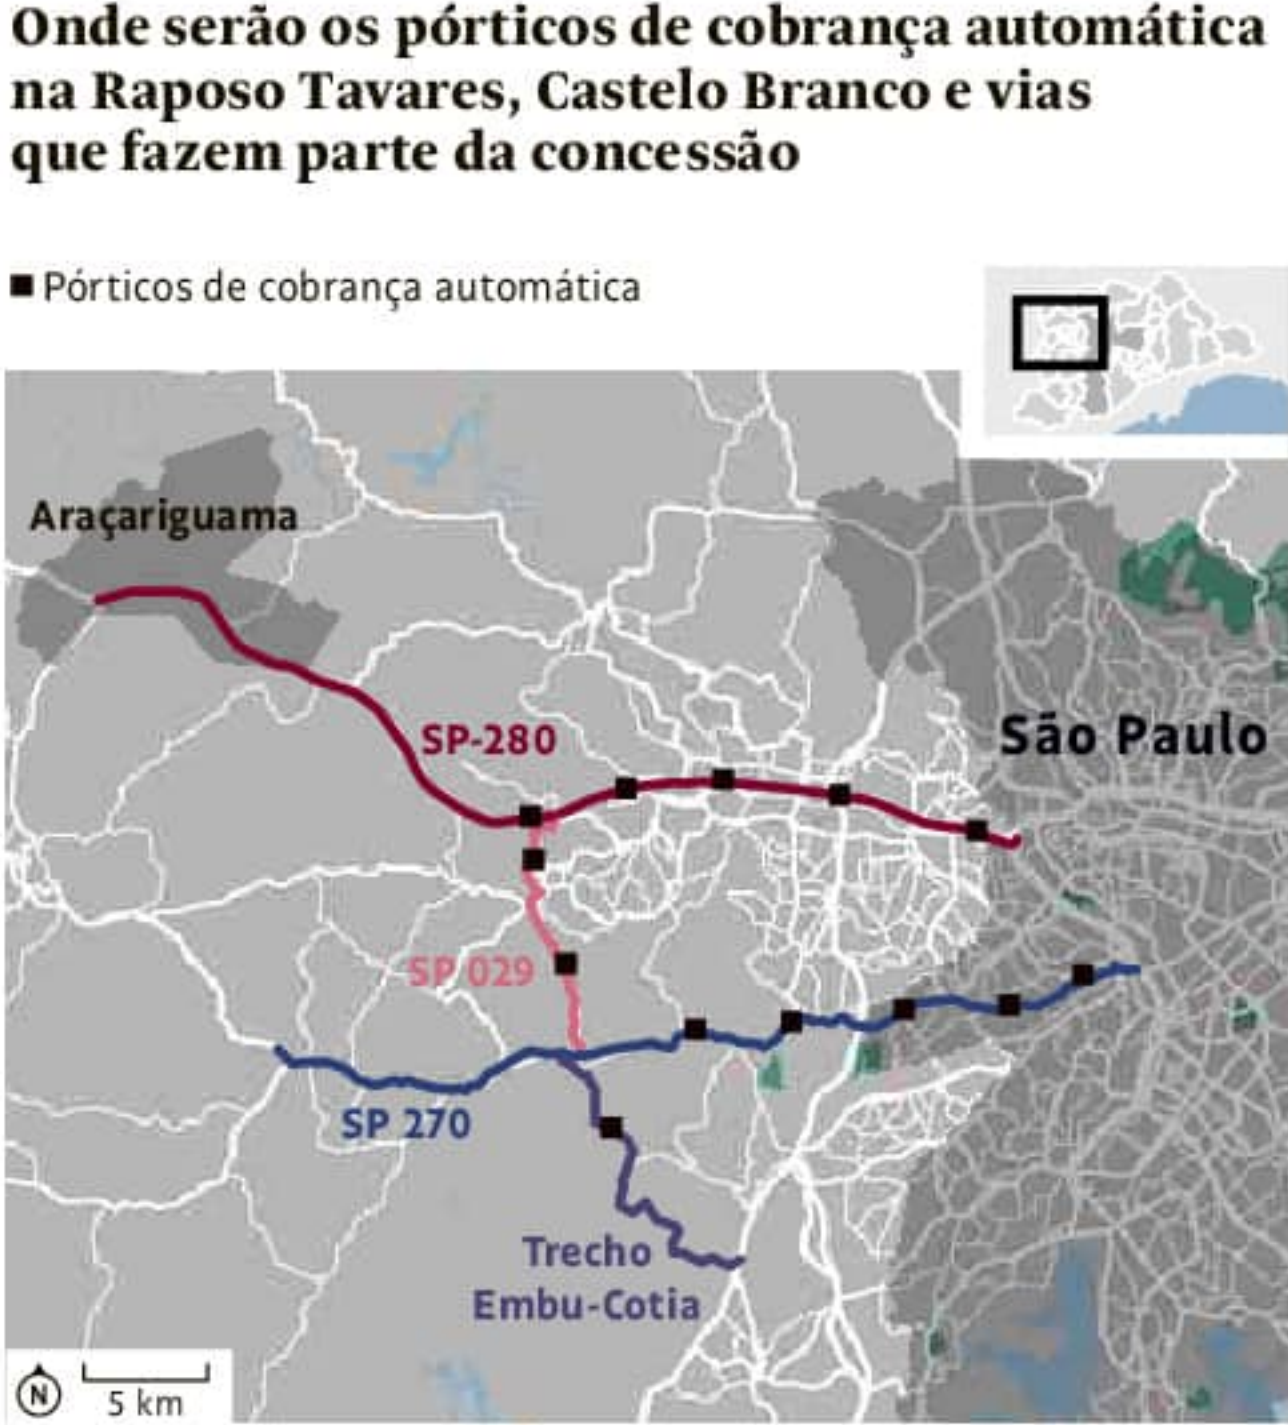 Onde serão os pórticos de cobrança automática
na Raposo Tavares, Castelo Branco e vias
que fazem parte da concessão
Pórticos de cobrança automática
Araçariguama
SP-280
São Paulo
SP 029
SP 270
Trecho
Embu-Cotia
N
5 km